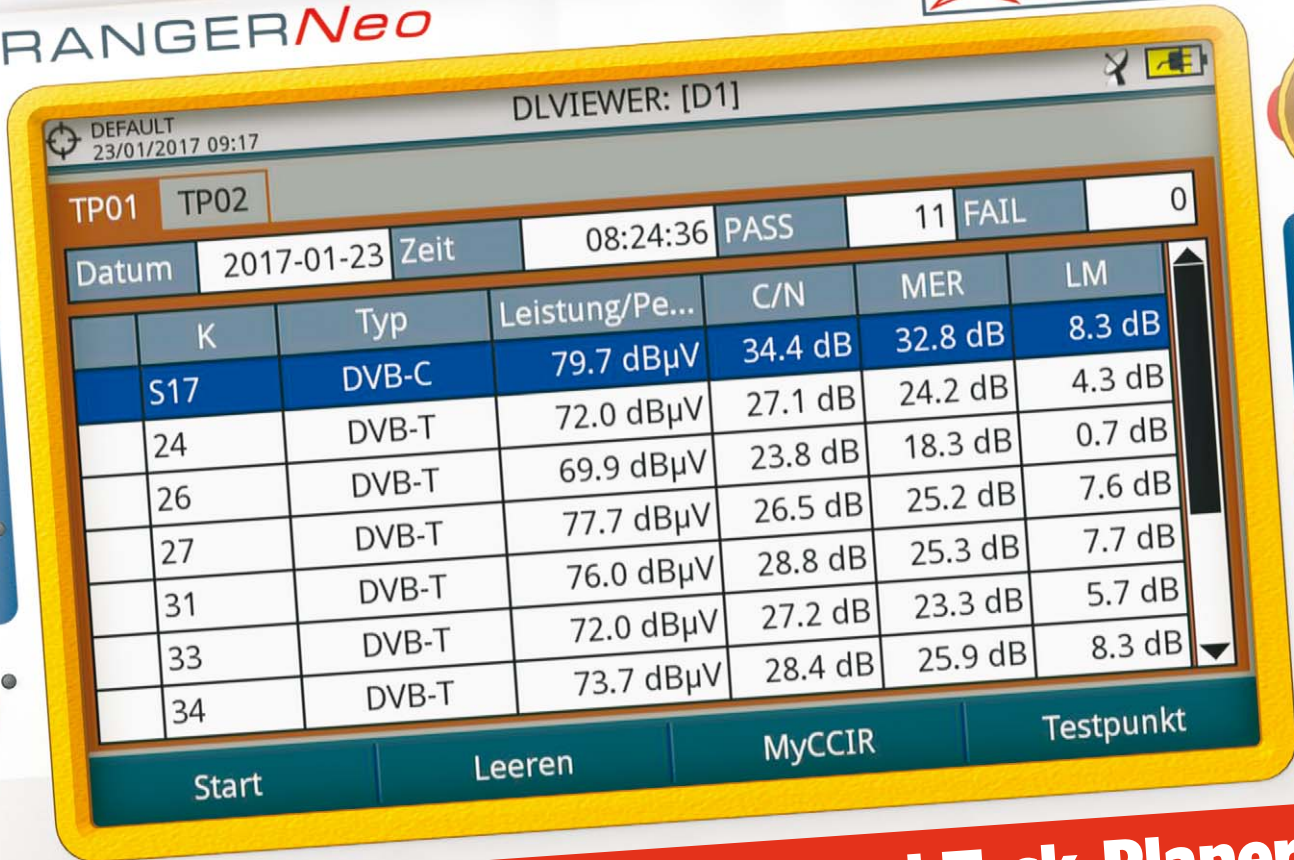 RANGERNeo
DLVIEWER: [D1]
DEFAULT
23/01/2017 09:17
TP01 TP02
Datum 2017-01-23 Zeit 08:24:36 PASS 11 FAIL 0
K Typ Leistung/Pe... C/N MER LM
S17 DVB-C 79.7 dBµV 34.4 dB 32.8 dB 8.3 dB
24 DVB-T 72.0 dBµV 27.1 dB 24.2 dB 4.3 dB
26 DVB-T 69.9 dBµV 23.8 dB 18.3 dB 0.7 dB
27 DVB-T 77.7 dBµV 26.5 dB 25.2 dB 7.6 dB
31 DVB-T 76.0 dBµV 28.8 dB 25.3 dB 7.7 dB
33 DVB-T 72.0 dBµV 27.2 dB 23.3 dB 5.7 dB
34 DVB-T 73.7 dBµV 28.4 dB 25.9 dB 8.3 dB
Start Leeren MyCCIR Testpunkt
Task-Planer